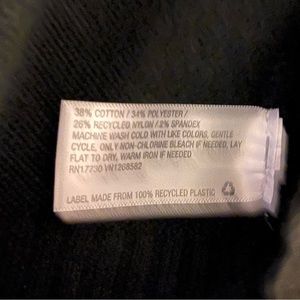 38% COTTON / 34% POLYESTER /
26% RECYCLED NYLON / 2% SPANDEX
MACHINE WASH COLD WITH LIKE COLORS, GENTLE
CYCLE, ONLY NON-CHLORINE BLEACH IF NEEDED, LAY
FLAT TO DRY, WARM IRON IF NEEDED
RN17730 VN1268582
LABEL MADE FROM 100% RECYCLED PLASTIC